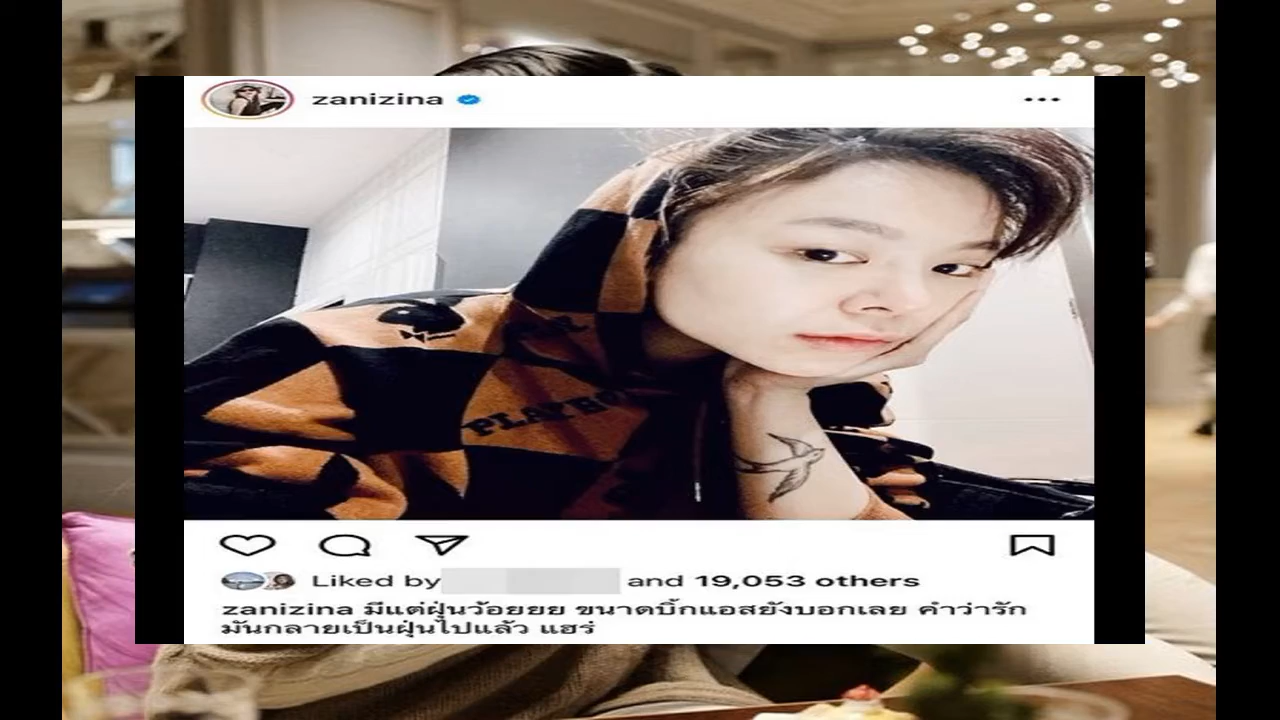 zanizina
PLAYBO
Liked by and 19,053 others
zanizina มีแต่ฝุ่นว้อยยย ขนาดบิ้กแอสยังบอกเลย คำว่ารัก
มันกลายเป็นฝุ่นไปแล้ว แฮร่